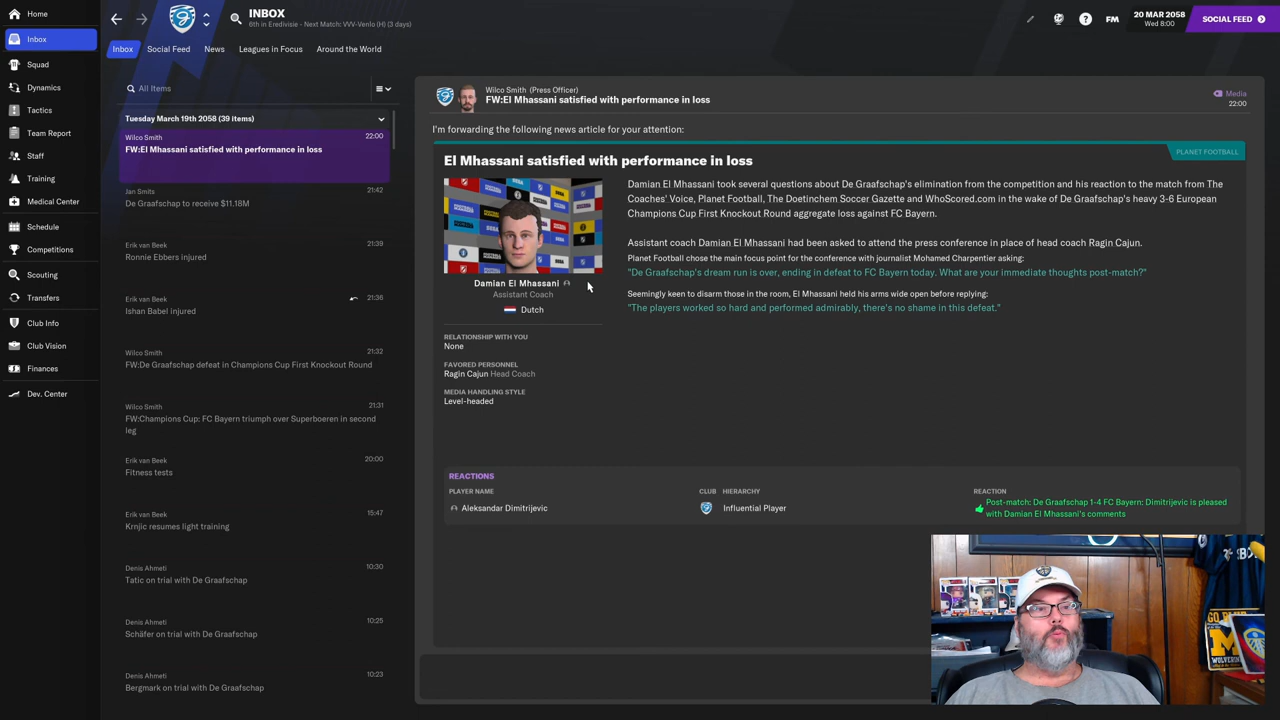 Home
Inbox
Squad
Dynamics
Tactics
Team Report
Staff
Training
Medical Center
Schedule
Competitions
Scouting
Transfers
Club Info
Club Vision
Finances
Dev. Center
INBOX
6th in Eredivisie - Next Match: VVV-Venlo (H) (3 days)
FM
20 MAR 2058
Wed 8:00
SOCIAL FEED
Inbox
Social Feed
News
Leagues in Focus
Around the World
All Items
Tuesday March 19th 2058 (39 items)
Wilco Smith
22:00
FW:El Mhassani satisfied with performance in loss
Jan Smits
21:42
De Graafschap to receive $11.18M
Erik van Beek
21:39
Ronnie Ebbers injured
Erik van Beek
21:36
Ishan Babel injured
Wilco Smith
21:32
FW:De Graafschap defeat in Champions Cup First Knockout Round
Wilco Smith
21:31
FW:Champions Cup: FC Bayern triumph over Superboeren in second
leg
Erik van Beek
20:00
Fitness tests
Erik van Beek
15:47
Krnjic resumes light training
Denis Ahmeti
10:30
Tatic on trial with De Graafschap
Denis Ahmeti
10:25
Schäfer on trial with De Graafschap
Denis Ahmeti
10:23
Bergmark on trial with De Graafschap
Wilco Smith (Press Officer)
FW:El Mhassani satisfied with performance in loss
Media
22:00
I'm forwarding the following news article for your attention:
El Mhassani satisfied with performance in loss
PLANET FOOTBALL
Damian El Mhassani
Assistant Coach
Dutch
RELATIONSHIP WITH YOU
None
FAVORED PERSONNEL
Ragin Cajun Head Coach
MEDIA HANDLING STYLE
Level-headed
Damian El Mhassani took several questions about De Graafschap's elimination from the competition and his reaction to the match from The
Coaches' Voice, Planet Football, The Doetinchem Soccer Gazette and WhoScored.com in the wake of De Graafschap's heavy 3-6 European
Champions Cup First Knockout Round aggregate loss against FC Bayern.
Assistant coach Damian El Mhassani had been asked to attend the press conference in place of head coach Ragin Cajun.
Planet Football chose the main focus point for the conference with journalist Mohamed Charpentier asking:
"De Graafschap's dream run is over, ending in defeat to FC Bayern today. What are your immediate thoughts post-match?"
Seemingly keen to disarm those in the room, El Mhassani held his arms wide open before replying:
"The players worked so hard and performed admirably, there's no shame in this defeat."
REACTIONS
PLAYER NAME
CLUB
HIERARCHY
REACTION
Aleksandar Dimitrijevic
Influential Player
Post-match: De Graafschap 1-4 FC Bayern: Dimitrijevic is pleased
with Damian El Mhassani's comments
GO BLUE
WOLVERINES